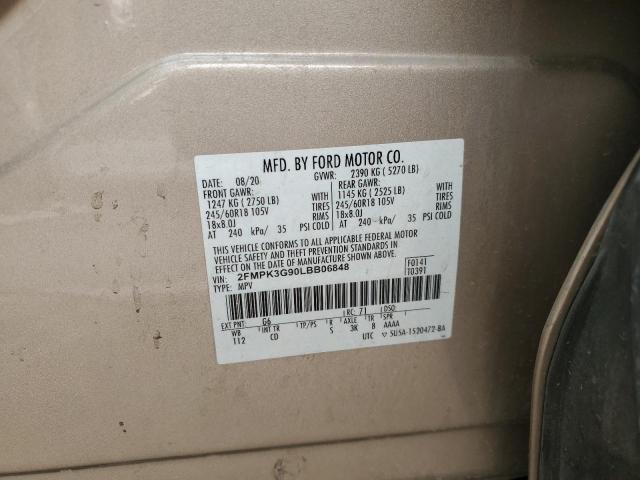 MFD. BY FORD MOTOR CO.
DATE: 08/20 GVWR: 2390 KG ( 5270 LB)
FRONT GAWR: REAR GAWR:
1247 KG ( 2750 LB) WITH 1145 KG ( 2525 LB) WITH
245/60R18 105V TIRES 245/60R18 105V TIRES
18x8.0J RIMS 18x8.0J RIMS
AT 240 kPa/ 35 PSI COLD AT 240 kPa/ 35 PSI COLD
THIS VEHICLE CONFORMS TO ALL APPLICABLE FEDERAL MOTOR
VEHICLE SAFETY AND THEFT PREVENTION STANDARDS IN
EFFECT ON THE DATE OF MANUFACTURE SHOWN ABOVE.
VIN: 2FMPK3G90LBB06848 F0141
TYPE: MPV T0391
EXT PNT: G6 RC: 71 DSO:
WB INT TR TP/PS R AXLE TR SPR
112 CD S 3K 8 AAAA
UTC ▽ 5U5A-1520472-BA